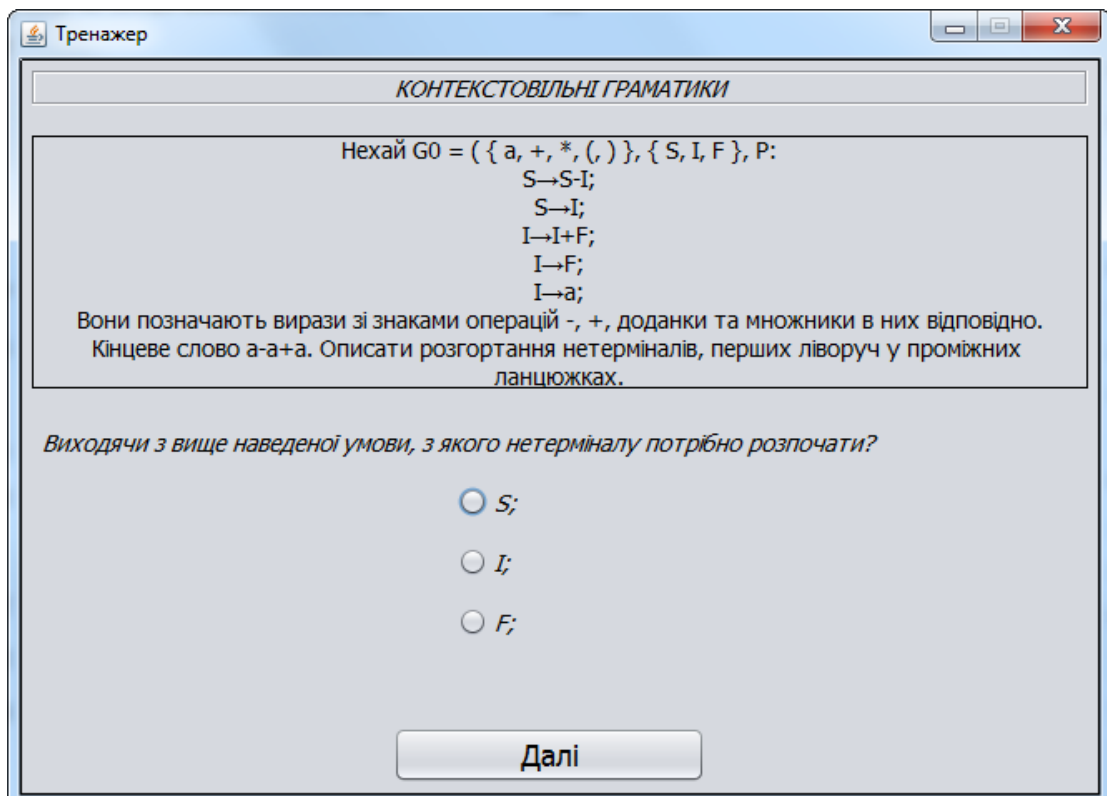 Тренажер
КОНТЕКСТОВІЛЬНІ ГРАМАТИКИ
Нехай G0 = ( { a, +, *, (, ) }, { S, I, F }, P:
S→S-I;
S→I;
I→I+F;
I→F;
I→a;
Вони позначають вирази зі знаками операцій -, +, доданки та множники в них відповідно.
Кінцеве слово a-a+a. Описати розгортання нетерміналів, перших ліворуч у проміжних
ланцюжках.
Виходячи з вище наведеної умови, з якого нетерміналу потрібно розпочати?
S;
I;
F;
Далі